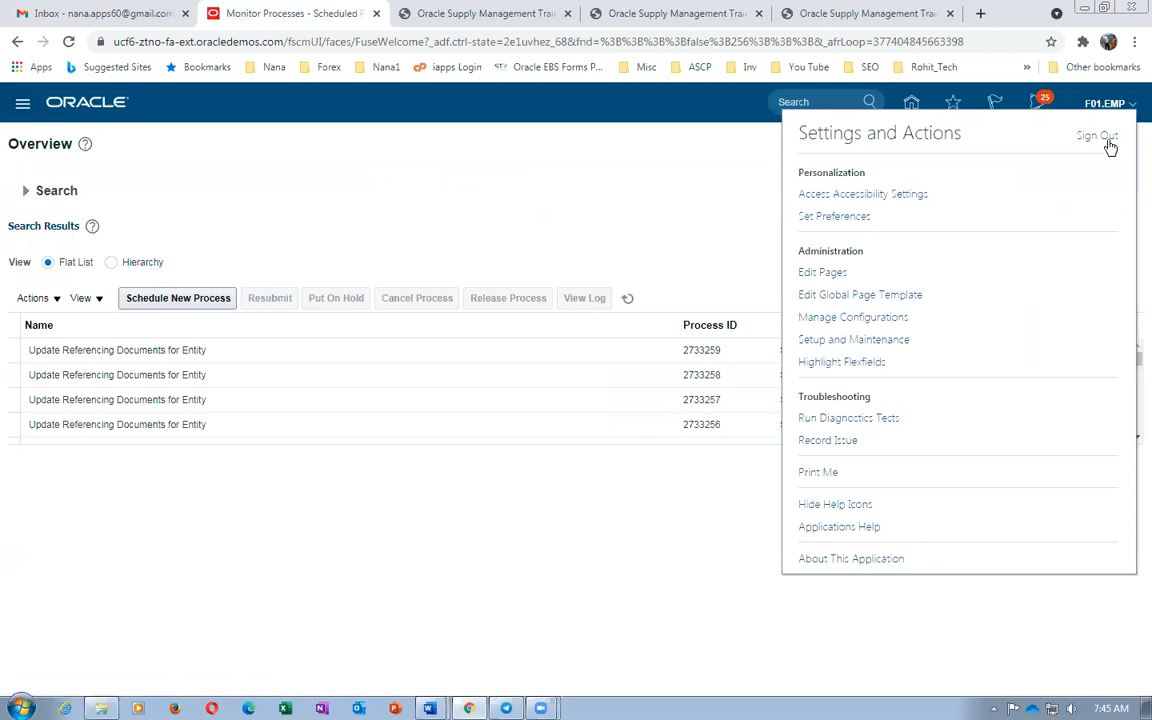 Inbox - nana.apps60@gmail.com
Monitor Processes - Scheduled P
Oracle Supply Management Trai
Oracle Supply Management Trai
Oracle Supply Management Trai
ucf6-ztno-fa-ext.oracledemos.com/fscmUI/faces/FuseWelcome?_adf.ctrl-state=2e1uvhez_68&fnd=%3B%3B%3B%3Bfalse%3B256%3B%3B%3B&_afrLoop=377404845663398
Apps
Suggested Sites
Bookmarks
Nana
Forex
Nana1
iapps Login
Oracle EBS Forms P...
Misc
ASCP
Inv
You Tube
SEO
Rohit_Tech
»
Other bookmarks
ORACLE
Search
25
F01.EMP
Overview
Search
Search Results
View
Flat List
Hierarchy
Actions
View
Schedule New Process
Resubmit
Put On Hold
Cancel Process
Release Process
View Log
Name
Process ID
Update Referencing Documents for Entity
2733259
Update Referencing Documents for Entity
2733258
Update Referencing Documents for Entity
2733257
Update Referencing Documents for Entity
2733256
Settings and Actions
Sign Out
Personalization
Access Accessibility Settings
Set Preferences
Administration
Edit Pages
Edit Global Page Template
Manage Configurations
Setup and Maintenance
Highlight Flexfields
Troubleshooting
Run Diagnostics Tests
Record Issue
Print Me
Hide Help Icons
Applications Help
About This Application
7:45 AM